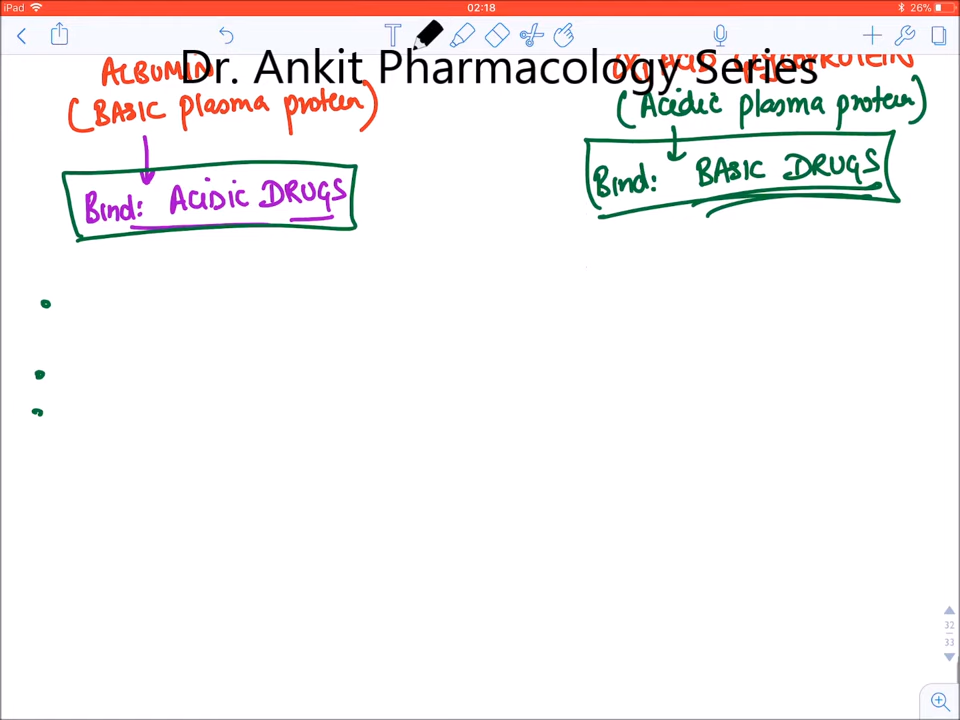 iPad 02:18 26%
Dr. Ankit Pharmacology Series
ALBUMIN
(BASIC plasma protein)
Bind: ACIDIC DRUGS
(Acidic plasma protein)
Bind: BASIC DRUGS
32
33